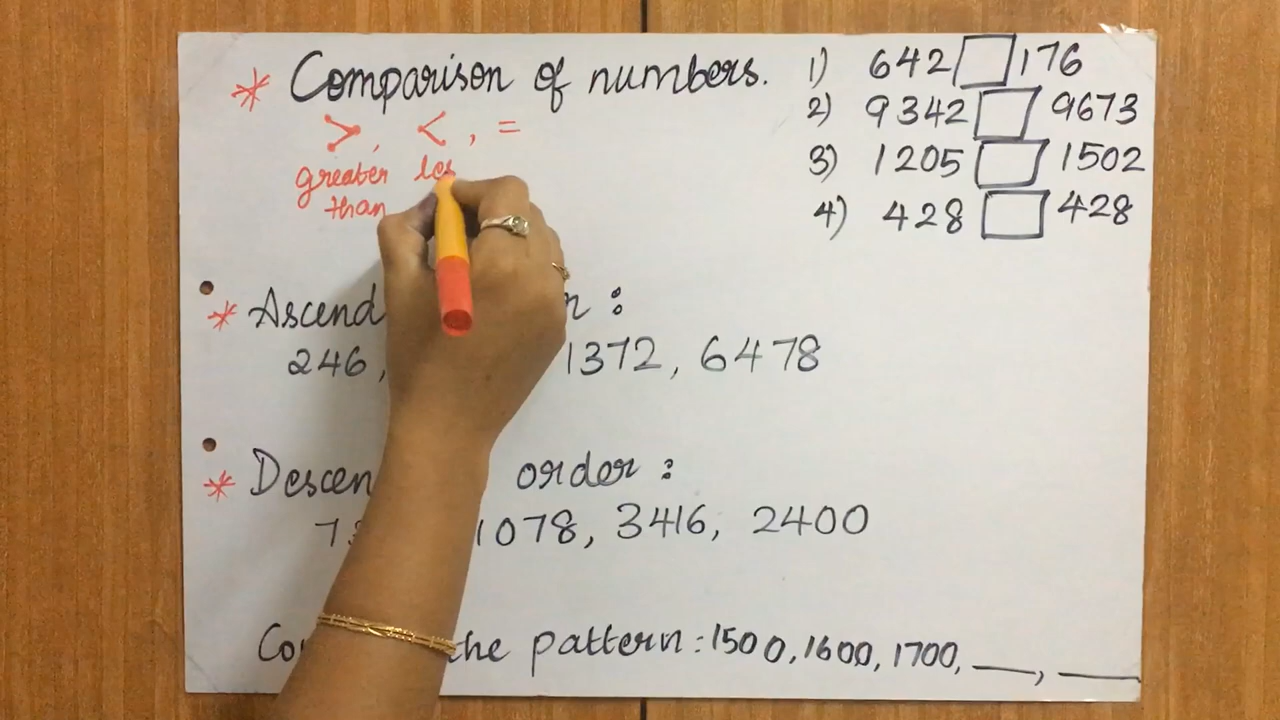 * Comparison of numbers.
>, <, =
greater
than
1) 642 176
2) 9342 9673
3) 1205 1502
4) 428 428
* :
246, 1372, 6478
* order :
1078, 3416, 2400
the pattern : 1500, 1600, 1700, ___, ___